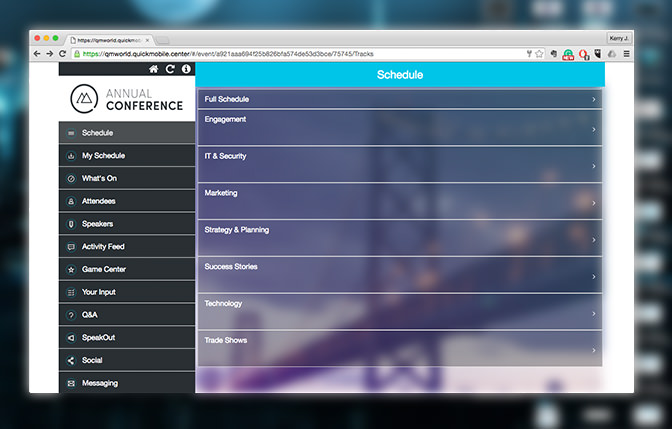 https://qmworld.quickmobile
Kerry J.
https://qmworld.quickmobile.center/#/event/a921aaa694f25b826bfa574de53d3bce/75745/Tracks
NEW
Schedule
ANNUAL
CONFERENCE
Schedule
My Schedule
What's On
Attendees
Speakers
Activity Feed
Game Center
Your Input
Q&A
SpeakOut
Social
Messaging
Full Schedule
Engagement
IT & Security
Marketing
Strategy & Planning
Success Stories
Technology
Trade Shows